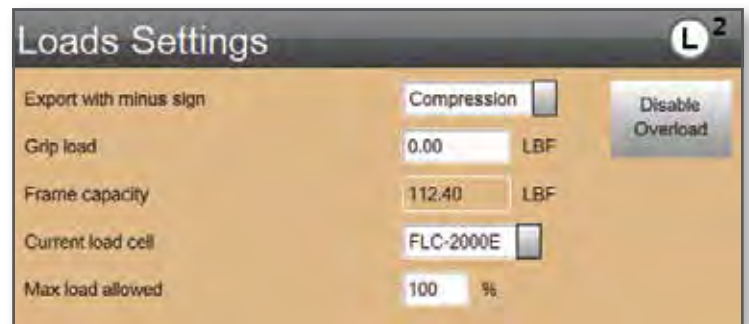 Loads Settings L2
Export with minus sign Compression Disable Overload
Grip load 0.00 LBF
Frame capacity 112.40 LBF
Current load cell FLC-2000E
Max load allowed 100 %